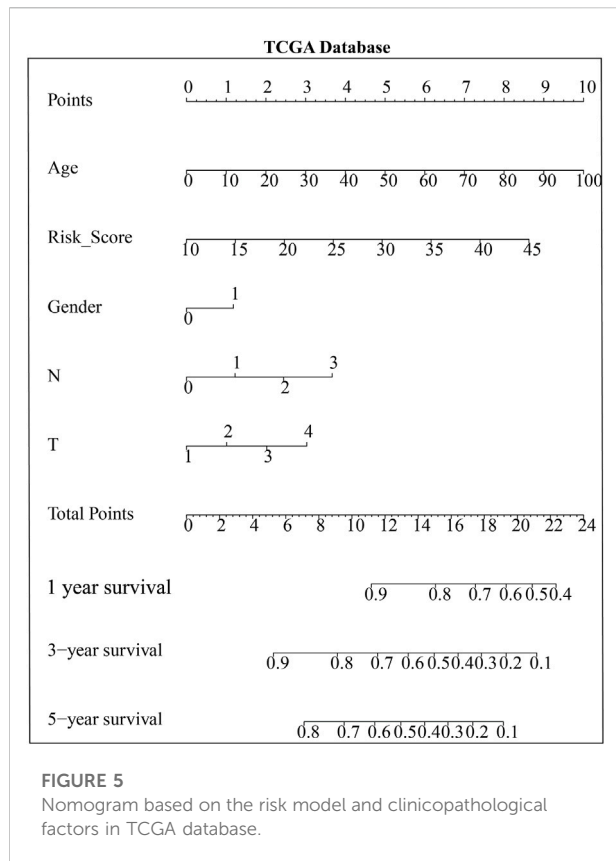 TCGA Database
Points
0 1 2 3 4 5 6 7 8 9 10
Age
0 10 20 30 40 50 60 70 80 90 100
Risk_Score
10 15 20 25 30 35 40 45
Gender
1
0
N
1 3
0 2
T
2 4
1 3
Total Points
0 2 4 6 8 10 12 14 16 18 20 22 24
1 year survival
0.9 0.8 0.7 0.6 0.5 0.4
3−year survival
0.9 0.8 0.7 0.6 0.5 0.4 0.3 0.2 0.1
5−year survival
0.8 0.7 0.6 0.5 0.4 0.3 0.2 0.1
FIGURE 5
Nomogram based on the risk model and clinicopathological
factors in TCGA database.